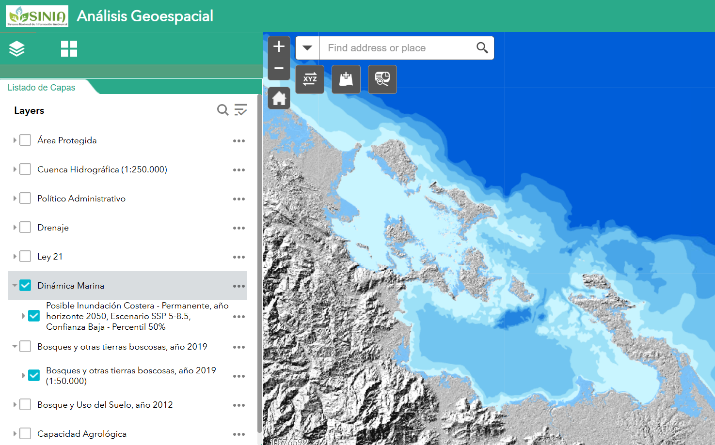 SINIA
Análisis Geoespacial
Find address or place
XYZ
Listado de Capas
Layers
Área Protegida
Cuenca Hidrográfica (1:250.000)
Político Administrativo
Drenaje
Ley 21
Dinámica Marina
Posible Inundación Costera - Permanente, año
horizonte 2050, Escenario SSP 5-8.5,
Confianza Baja - Percentil 50%
Bosques y otras tierras boscosas, año 2019
Bosques y otras tierras boscosas, año 2019
(1:50.000)
Bosque y Uso del Suelo, año 2012
Capacidad Agrológica